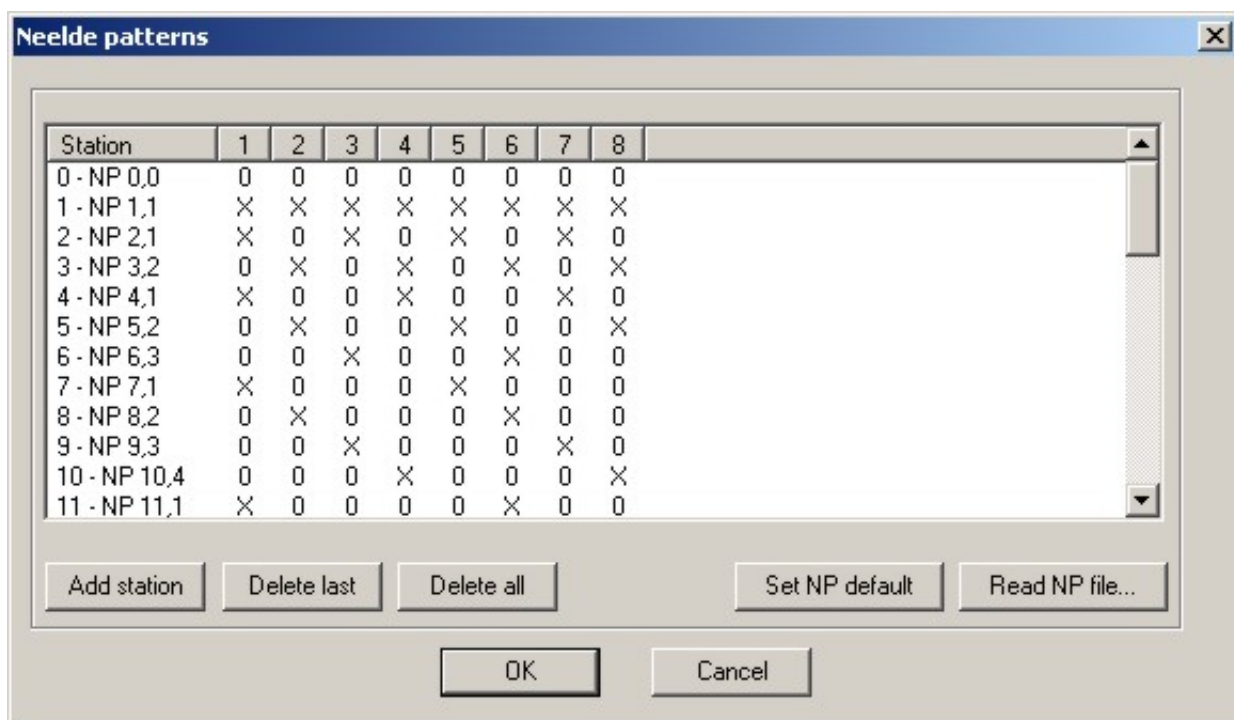 Neelde patterns
Station 1 2 3 4 5 6 7 8
0 - NP 0,0 0 0 0 0 0 0 0 0
1 - NP 1,1 X X X X X X X X
2 - NP 2,1 X 0 X 0 X 0 X 0
3 - NP 3,2 0 X 0 X 0 X 0 X
4 - NP 4,1 X 0 0 X 0 0 X 0
5 - NP 5,2 0 X 0 0 X 0 0 X
6 - NP 6,3 0 0 X 0 0 X 0 0
7 - NP 7,1 X 0 0 0 X 0 0 0
8 - NP 8,2 0 X 0 0 0 X 0 0
9 - NP 9,3 0 0 X 0 0 0 X 0
10 - NP 10,4 0 0 0 X 0 0 0 X
11 - NP 11,1 X 0 0 0 0 X 0 0
Add station Delete last Delete all Set NP default Read NP file...
OK Cancel